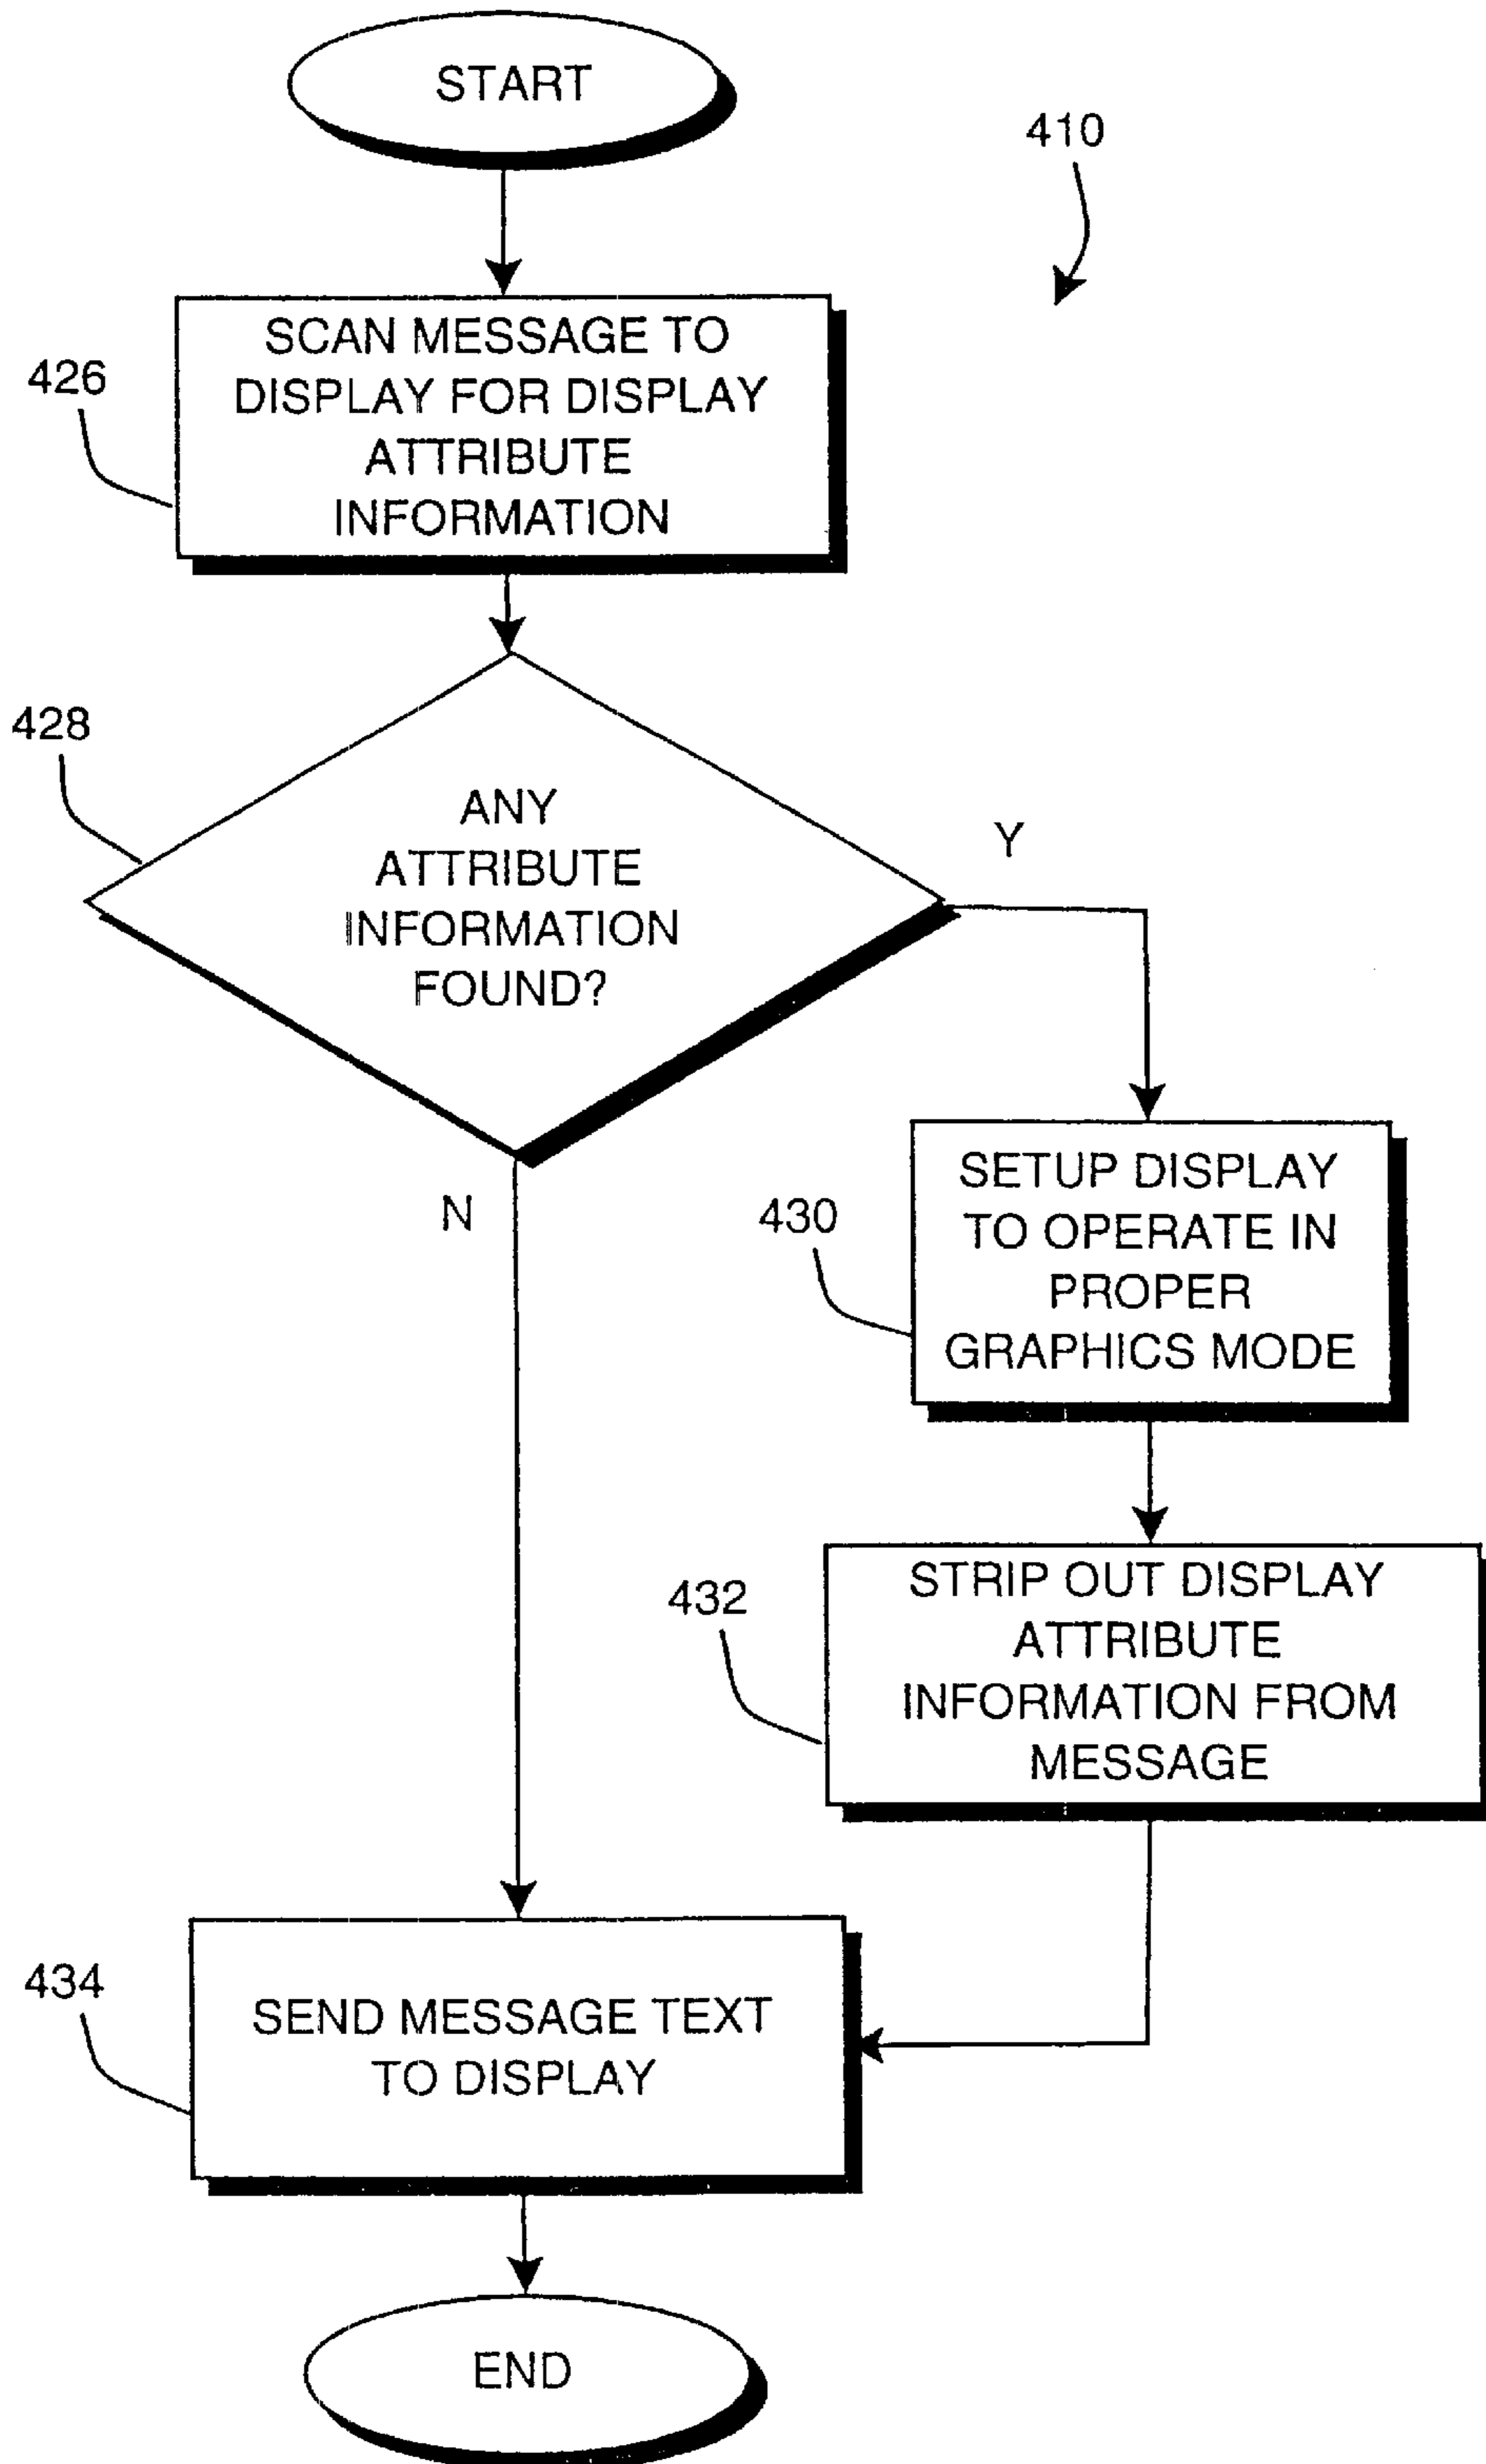 START
410
SCAN MESSAGE TO
DISPLAY FOR DISPLAY
ATTRIBUTE
INFORMATION
426
428
ANY
ATTRIBUTE
INFORMATION
FOUND?
Y
N
SETUP DISPLAY
TO OPERATE IN
PROPER
GRAPHICS MODE
430
STRIP OUT DISPLAY
ATTRIBUTE
INFORMATION FROM
MESSAGE
432
434
SEND MESSAGE TEXT
TO DISPLAY
END